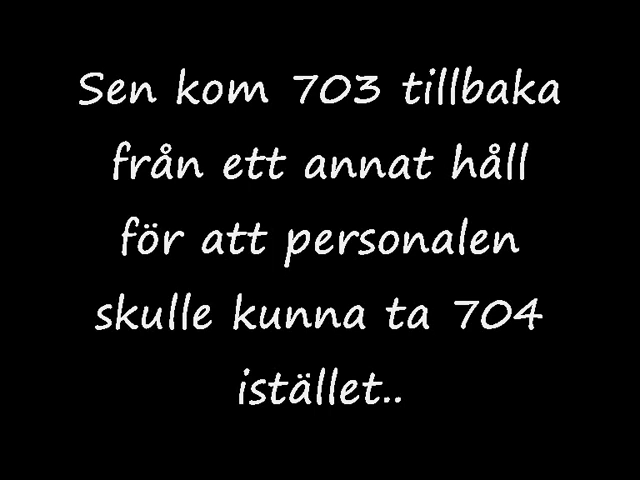 Sen kom 703 tillbaka
från ett annat håll
för att personalen
skulle kunna ta 704
istället..